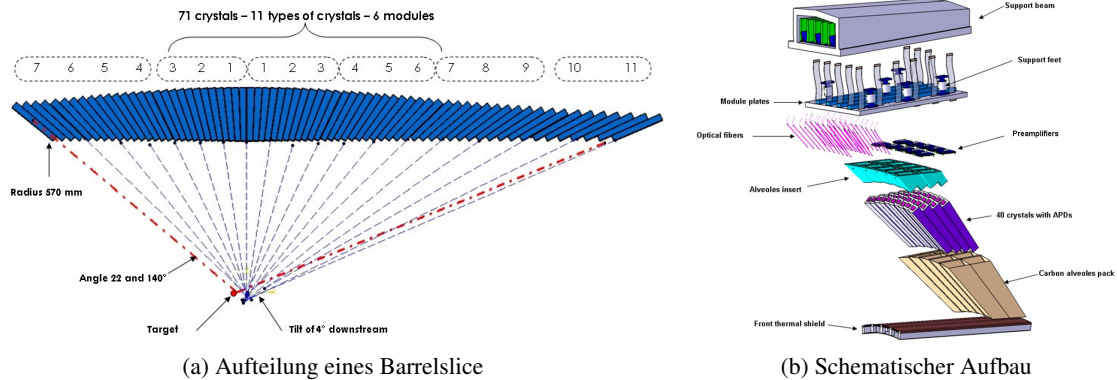 71 crystals – 11 types of crystals – 6 modules
7 6 5 4 3 2 1 1 2 3 4 5 6 7 8 9 10 11
Radius 570 mm
Angle 22 and 140°
Target
Tilt of 4° downstream
(a) Aufteilung eines Barrelslice
Support beam
Support feet
Module plates
Optical fibers
Preamplifiers
Alveoles insert
40 crystals with APDs
Carbon alveoles pack
Front thermal shield
(b) Schematischer Aufbau